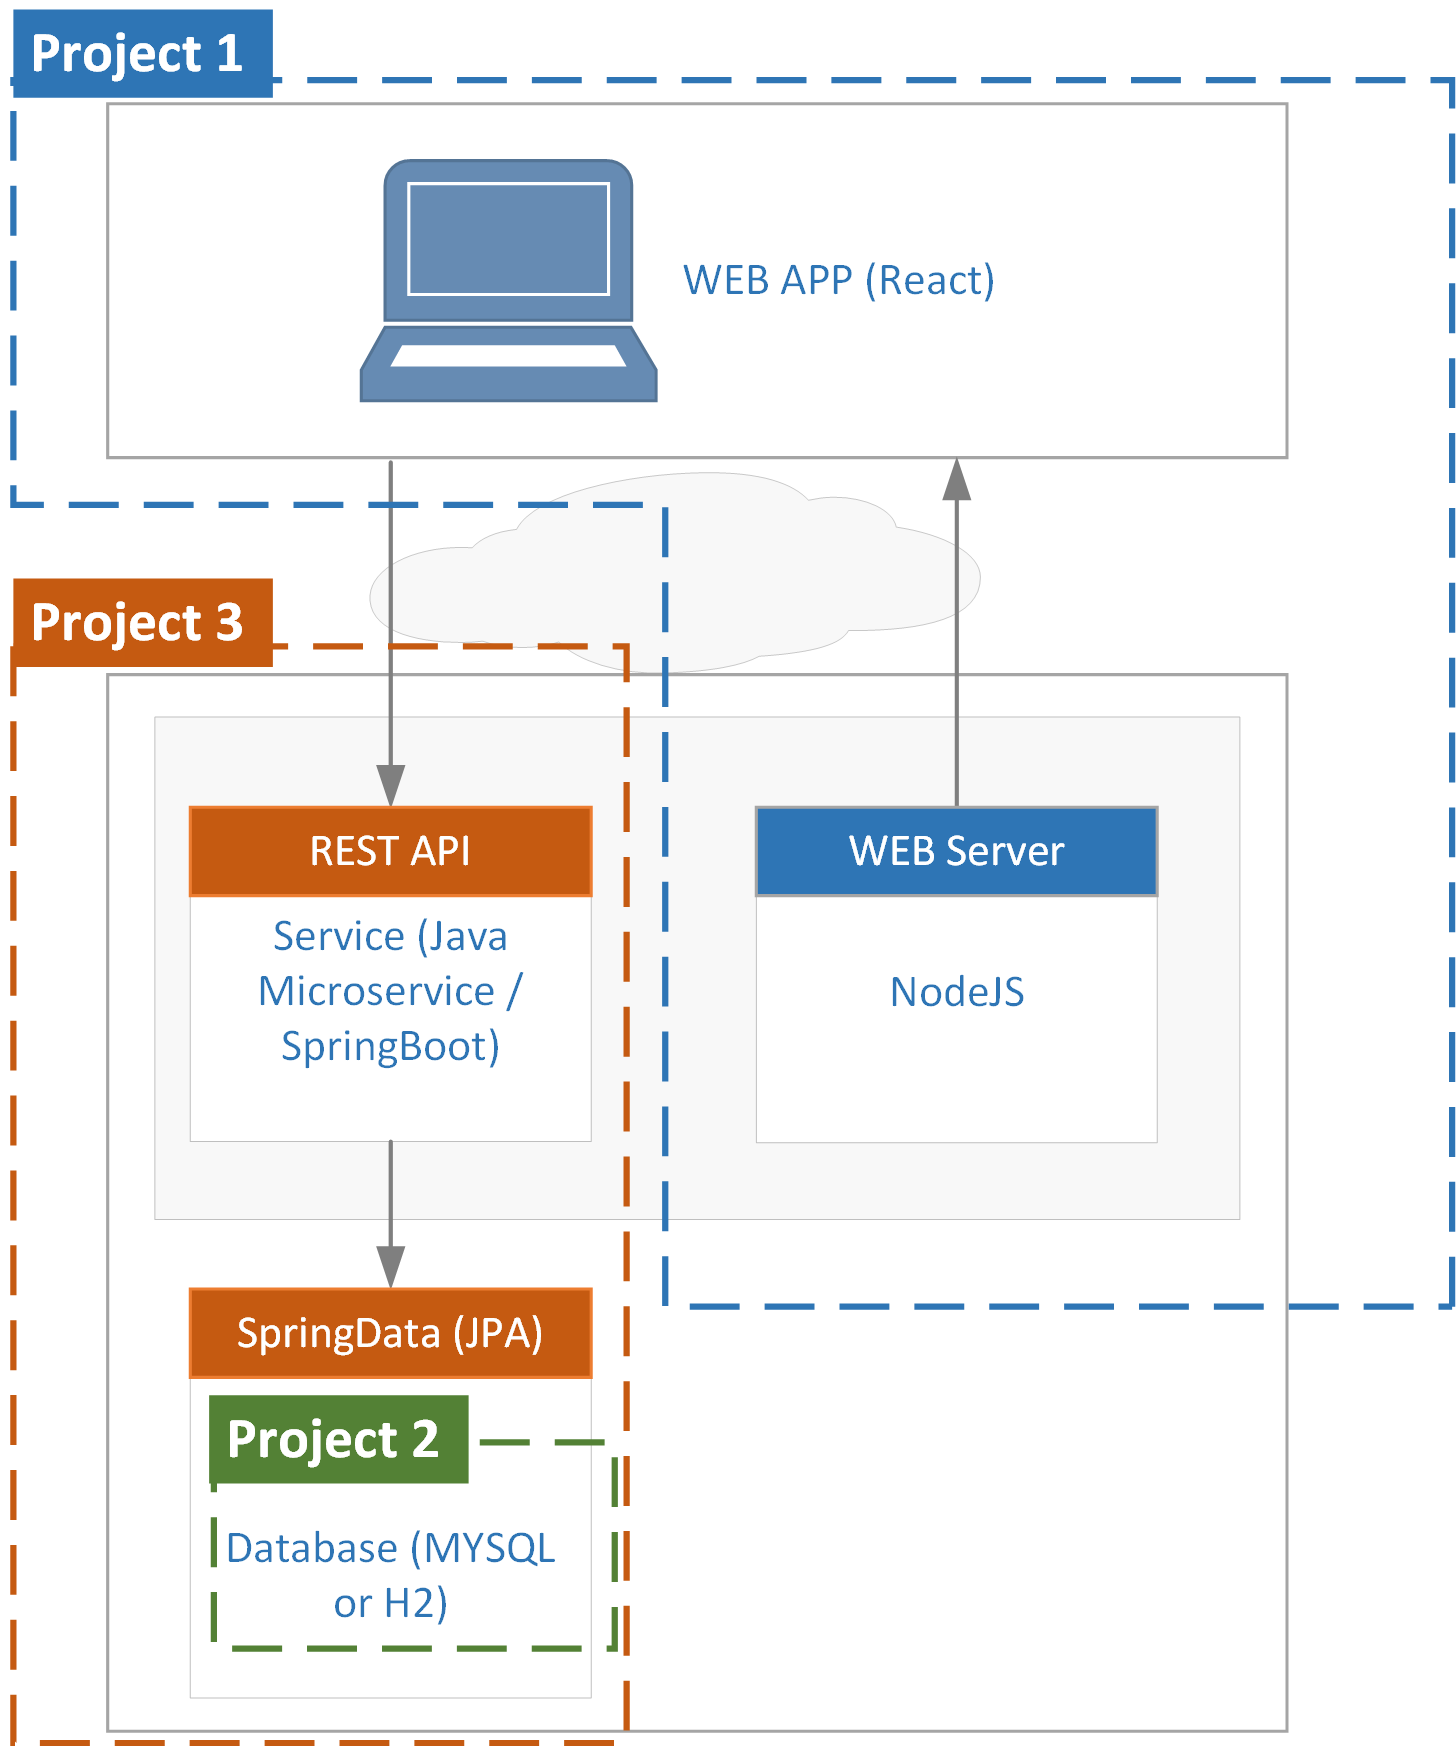 Project 1
WEB APP (React)
Project 3
REST API
Service (Java
Microservice /
SpringBoot)
WEB Server
NodeJS
SpringData (JPA)
Project 2
Database (MYSQL
or H2)